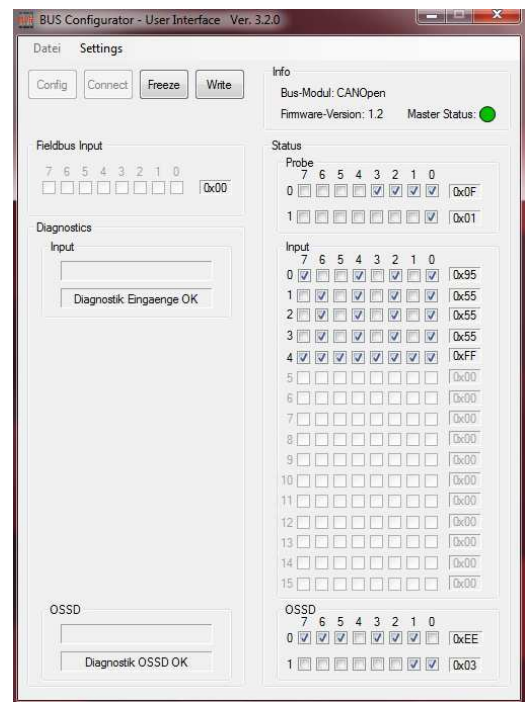 BUS Configurator - User Interface Ver. 3.2.0
Datei Settings
Config Connect Freeze Write
Info
Bus-Modul: CANOpen
Firmware-Version: 1.2 Master Status:
Fieldbus Input
7 6 5 4 3 2 1 0
0x00
Diagnostics
Input
Diagnostik Eingaenge OK
OSSD
Diagnostik OSSD OK
Status
Probe
7 6 5 4 3 2 1 0
0 0x0F
1 0x01
Input
7 6 5 4 3 2 1 0
0 0x95
1 0x55
2 0x55
3 0x55
4 0xFF
5 0x00
6 0x00
7 0x00
8 0x00
9 0x00
10 0x00
11 0x00
12 0x00
13 0x00
14 0x00
15 0x00
OSSD
7 6 5 4 3 2 1 0
0 0xEE
1 0x03